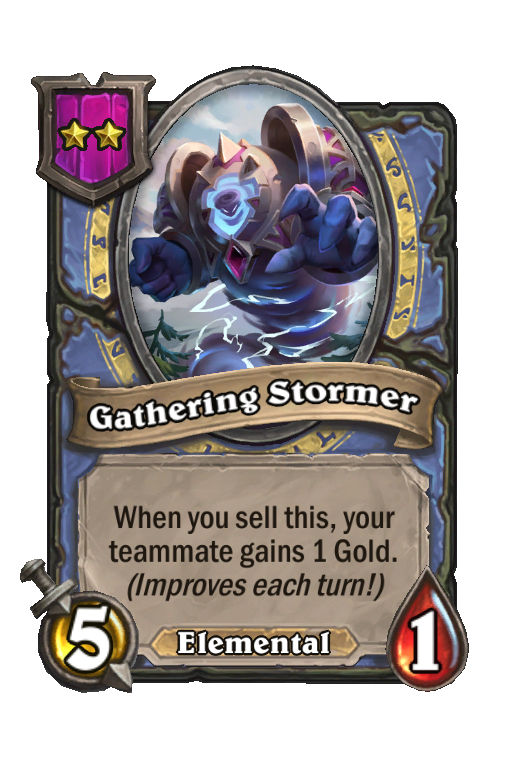 Gathering Stormer
When you sell this, your
teammate gains 1 Gold.
(Improves each turn!)
5
Elemental
1